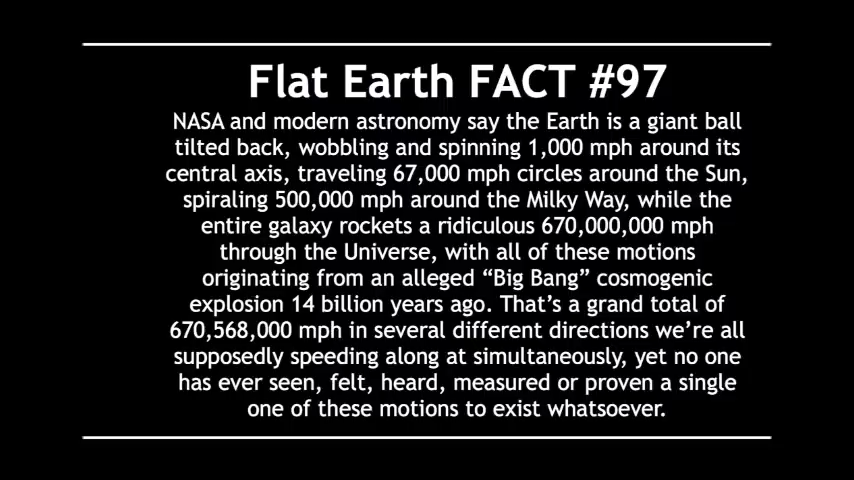 Flat Earth FACT #97
NASA and modern astronomy say the Earth is a giant ball
tilted back, wobbling and spinning 1,000 mph around its
central axis, traveling 67,000 mph circles around the Sun,
spiraling 500,000 mph around the Milky Way, while the
entire galaxy rockets a ridiculous 670,000,000 mph
through the Universe, with all of these motions
originating from an alleged “Big Bang” cosmogenic
explosion 14 billion years ago. That’s a grand total of
670,568,000 mph in several different directions we’re all
supposedly speeding along at simultaneously, yet no one
has ever seen, felt, heard, measured or proven a single
one of these motions to exist whatsoever.